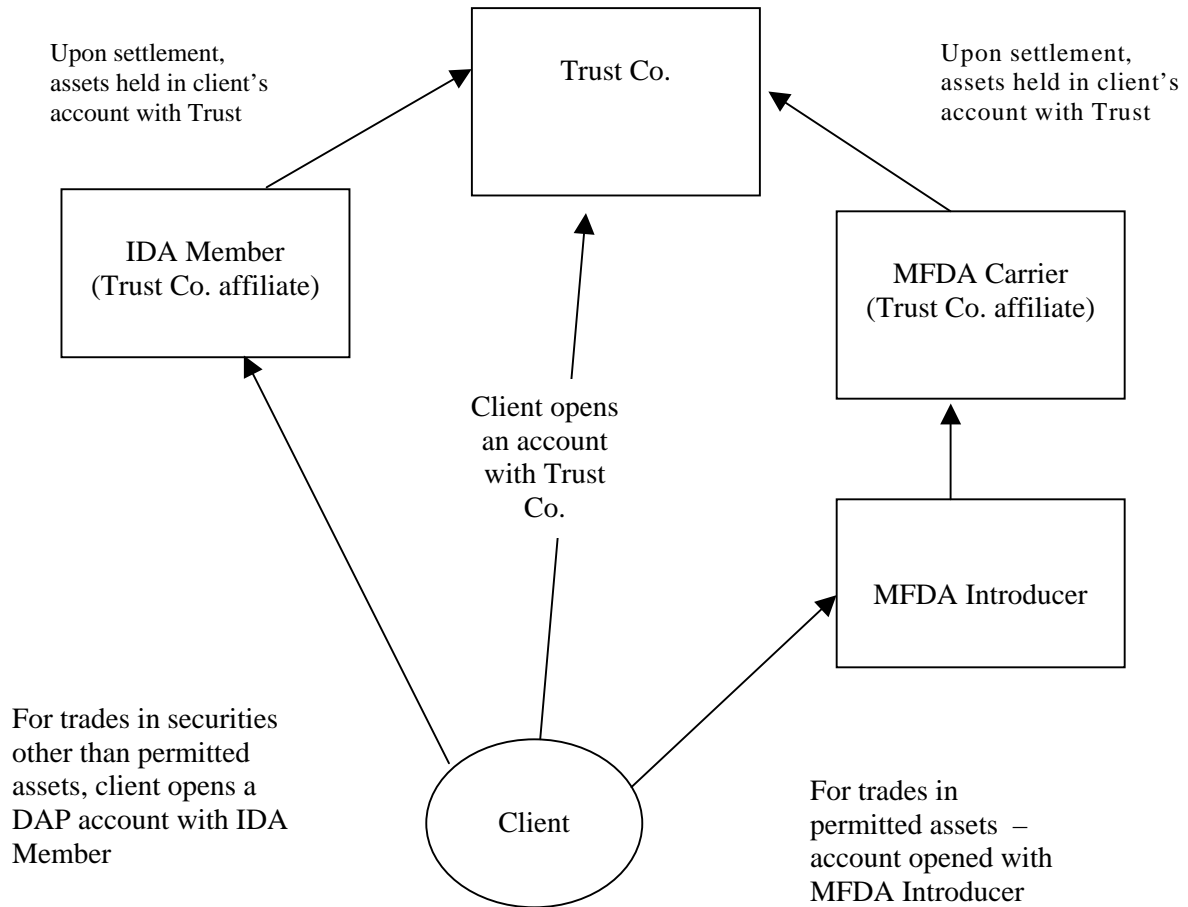 Upon settlement,
assets held in client's
account with Trust
Trust Co.
Upon settlement,
assets held in client's
account with Trust
IDA Member
(Trust Co. affiliate)
MFDA Carrier
(Trust Co. affiliate)
Client opens
an account
with Trust
Co.
MFDA Introducer
For trades in securities
other than permitted
assets, client opens a
DAP account with IDA
Member
Client
For trades in
permitted assets –
account opened with
MFDA Introducer